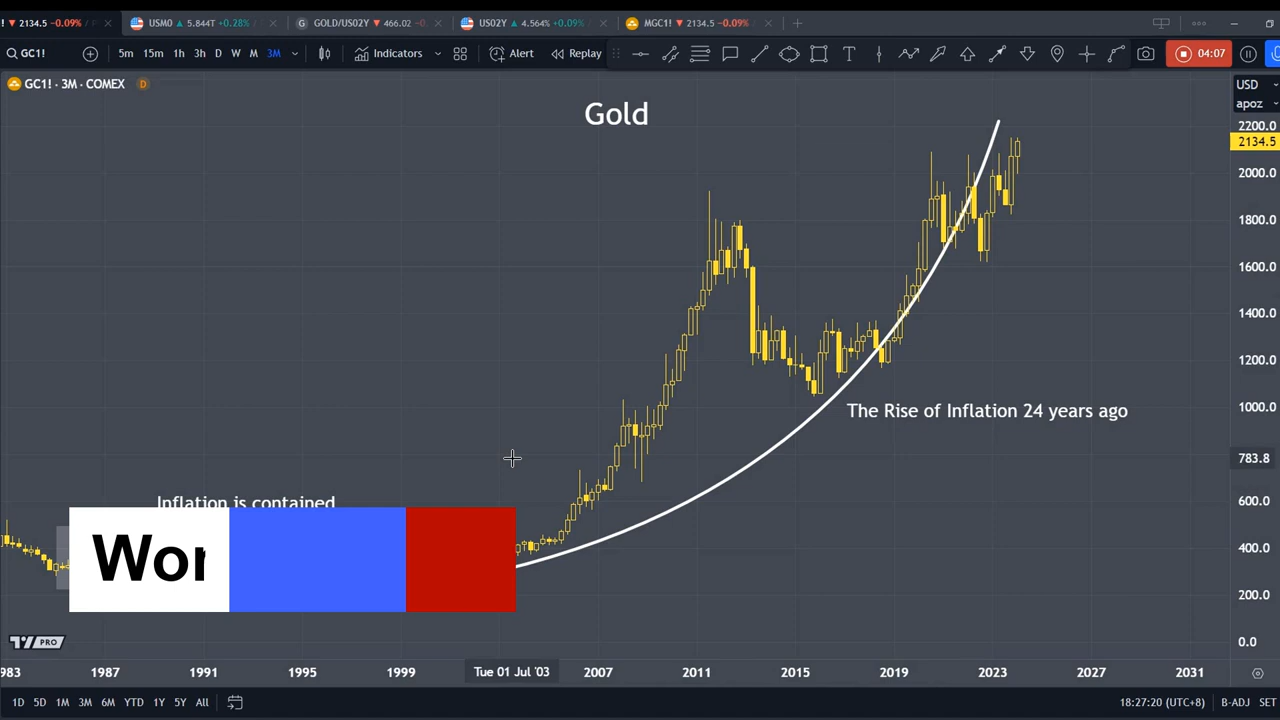 2134.5 −0.09% USM0 5.844T +0.28% GOLD/US02Y 466.02 US02Y 4.564% +0.09% MGC1! 2134.5 −0.09%
GC1! 5m 15m 1h 3h D W M 3M Indicators Alert Replay 04:07
GC1! · 3M · COMEX D
USD
apoz
Gold
2200.0
2134.5
2000.0
1800.0
1600.0
1400.0
1200.0
The Rise of Inflation 24 years ago
1000.0
783.8
Inflation is contained
600.0
Wor
400.0
200.0
TV PRO
0.0
983 1987 1991 1995 1999 Tue 01 Jul '03 2007 2011 2015 2019 2023 2027 2031
1D 5D 1M 3M 6M YTD 1Y 5Y All 18:27:20 (UTC+8) B-ADJ SET